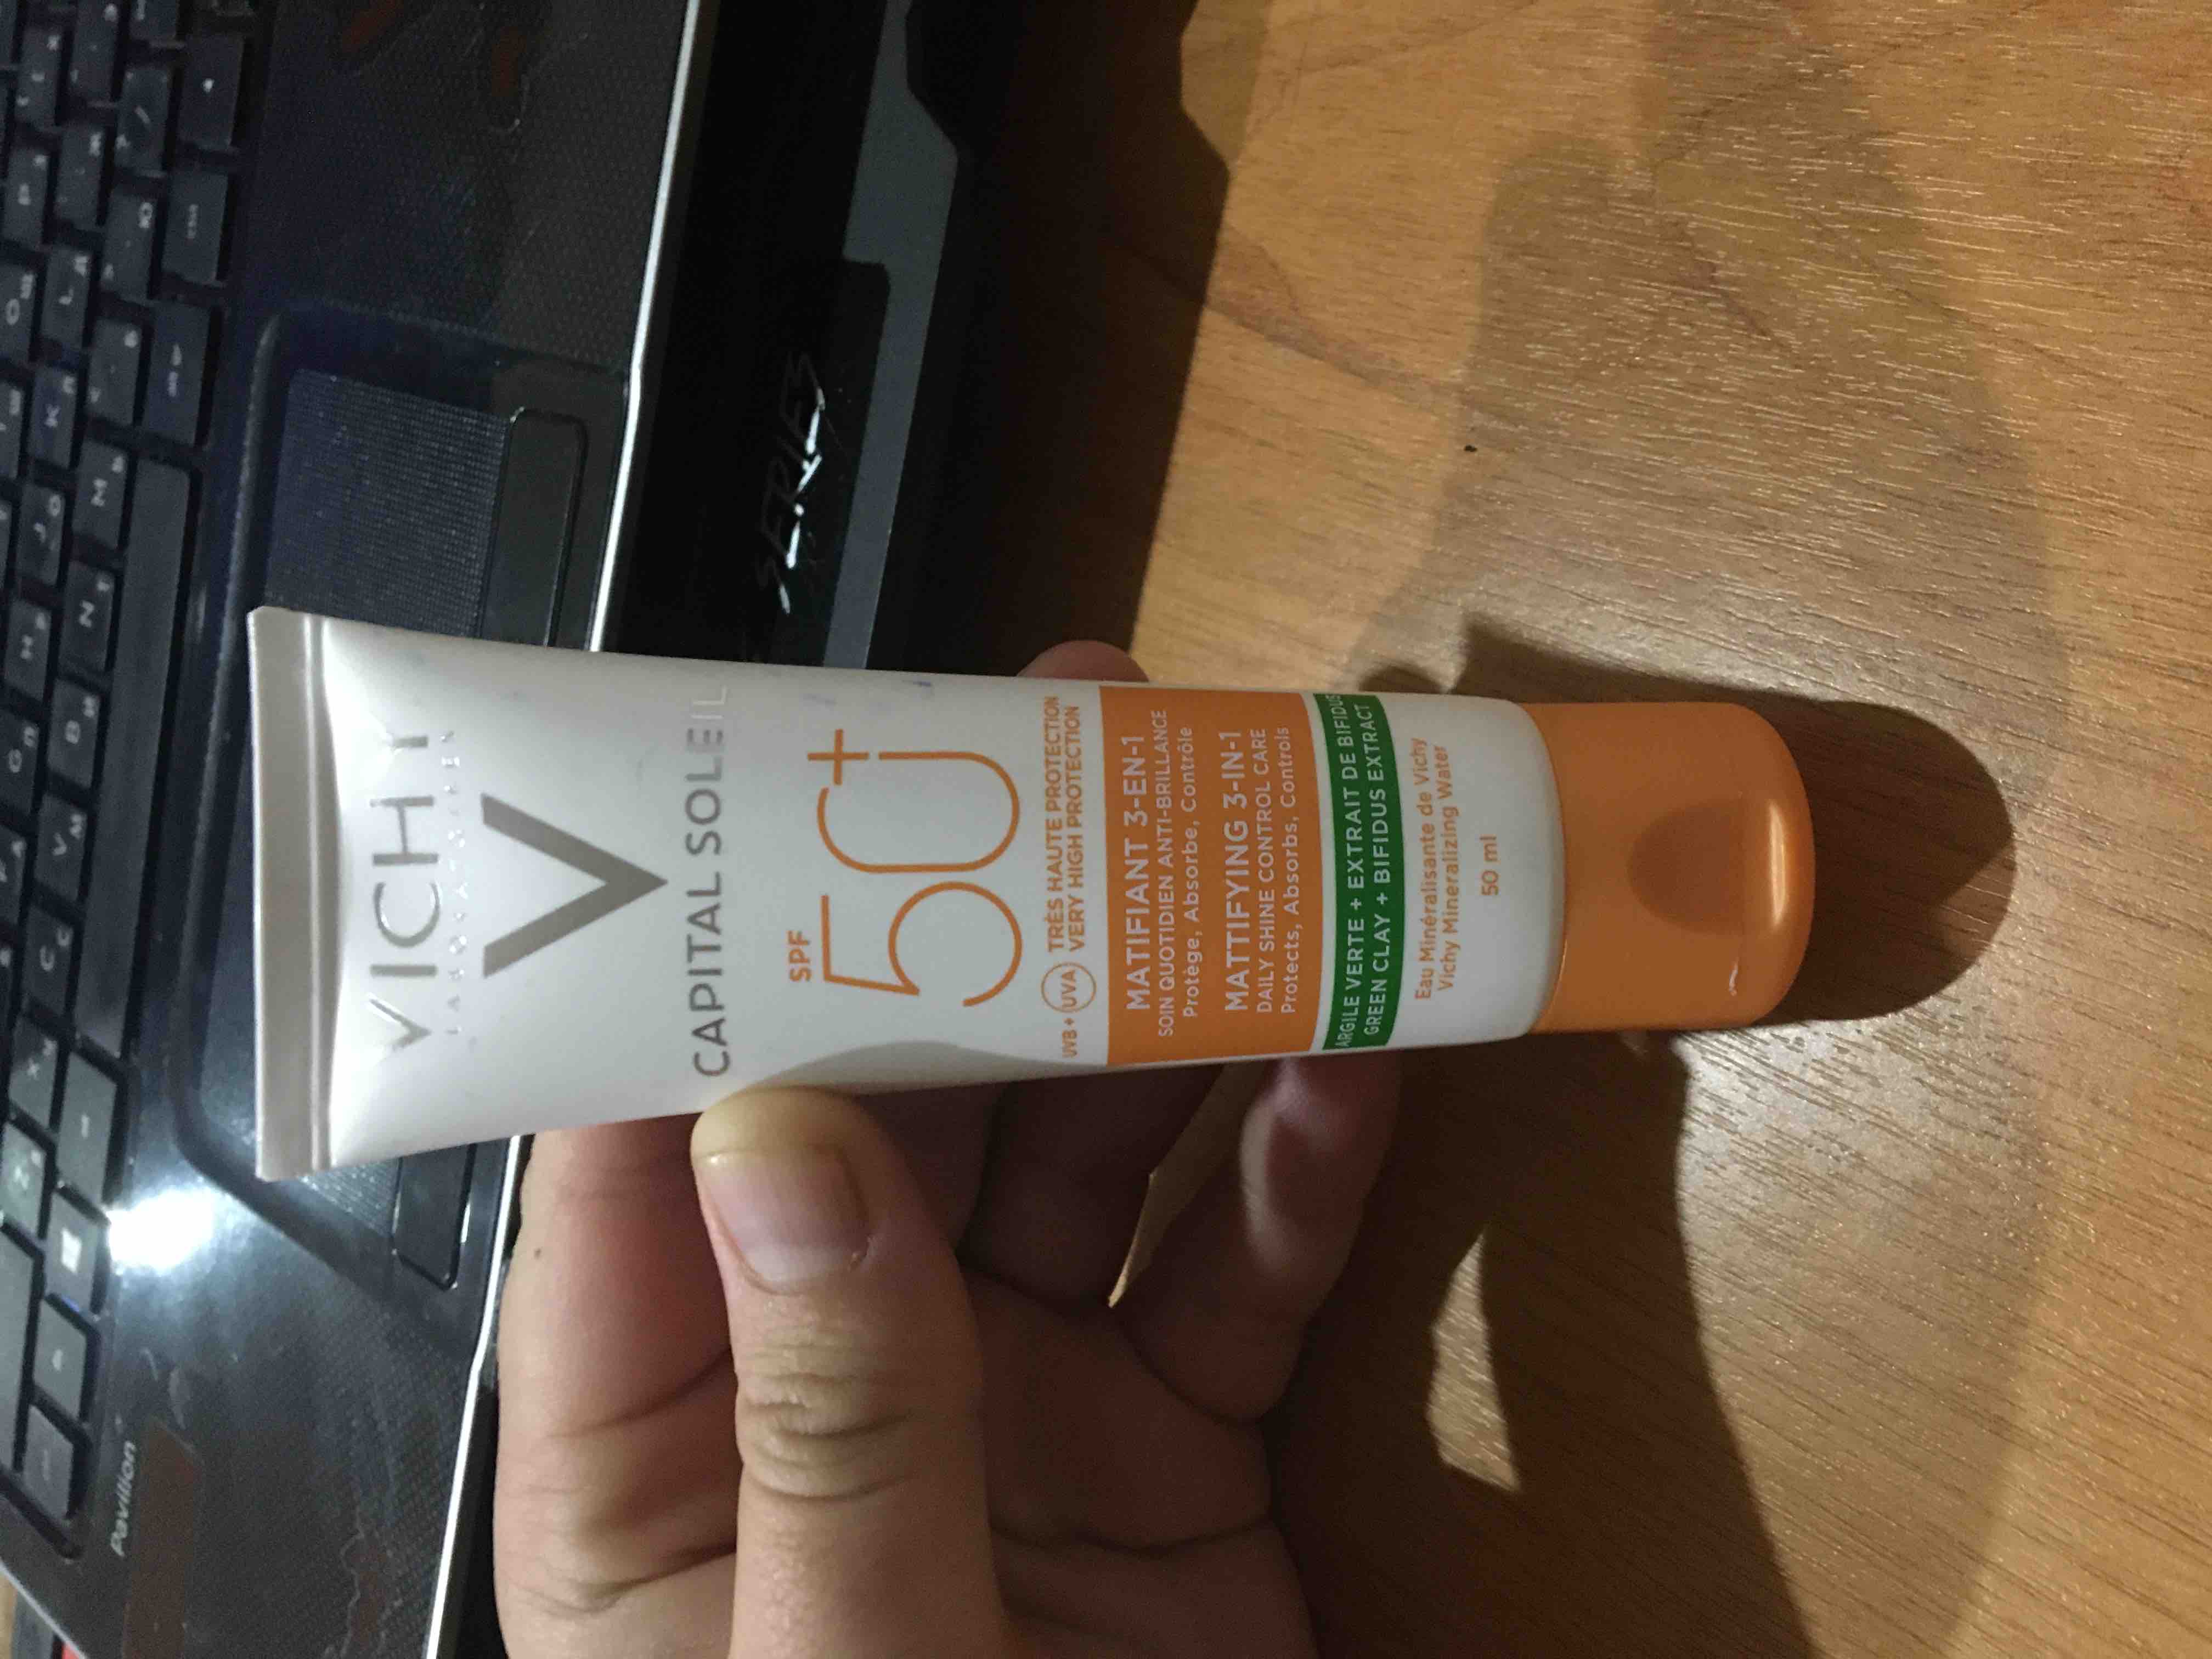 VICHY
LABORATOIRES
V
CAPITAL SOLEIL
SPF
50+
UVB + UVA TRÈS HAUTE PROTECTION
VERY HIGH PROTECTION
MATIFIANT 3-EN-1
SOIN QUOTIDIEN ANTI-BRILLANCE
Protège, Absorbe, Contrôle
MATTIFYING 3-IN-1
DAILY SHINE CONTROL CARE
Protects, Absorbs, Controls
ARGILE VERTE + EXTRAIT DE BIFIDUS
GREEN CLAY + BIFIDUS EXTRACT
Eau Minéralisante de Vichy
Vichy Mineralizing Water
50 ml
SERIES
Pavilion